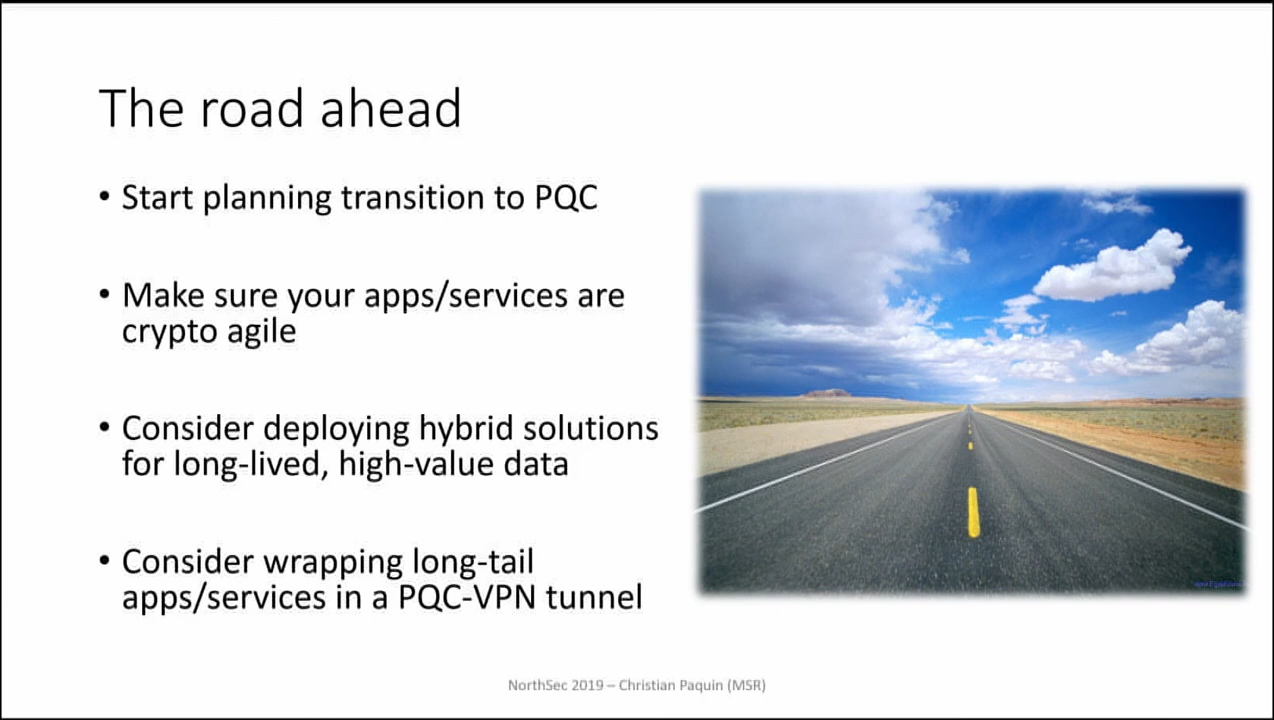 The road ahead
• Start planning transition to PQC
• Make sure your apps/services are
crypto agile
• Consider deploying hybrid solutions
for long-lived, high-value data
• Consider wrapping long-tail
apps/services in a PQC-VPN tunnel
NorthSec 2019 – Christian Paquin (MSR)